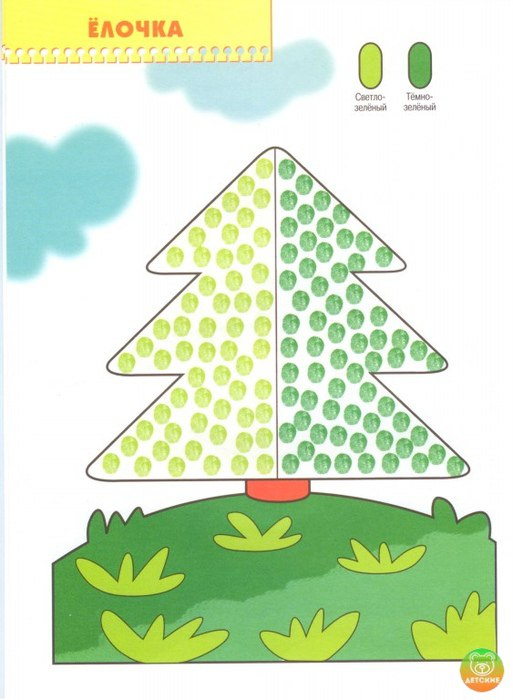 ЁЛОЧКА
Светло-
зелёный
Тёмно-
зелёный
ДЕТСКИЕ